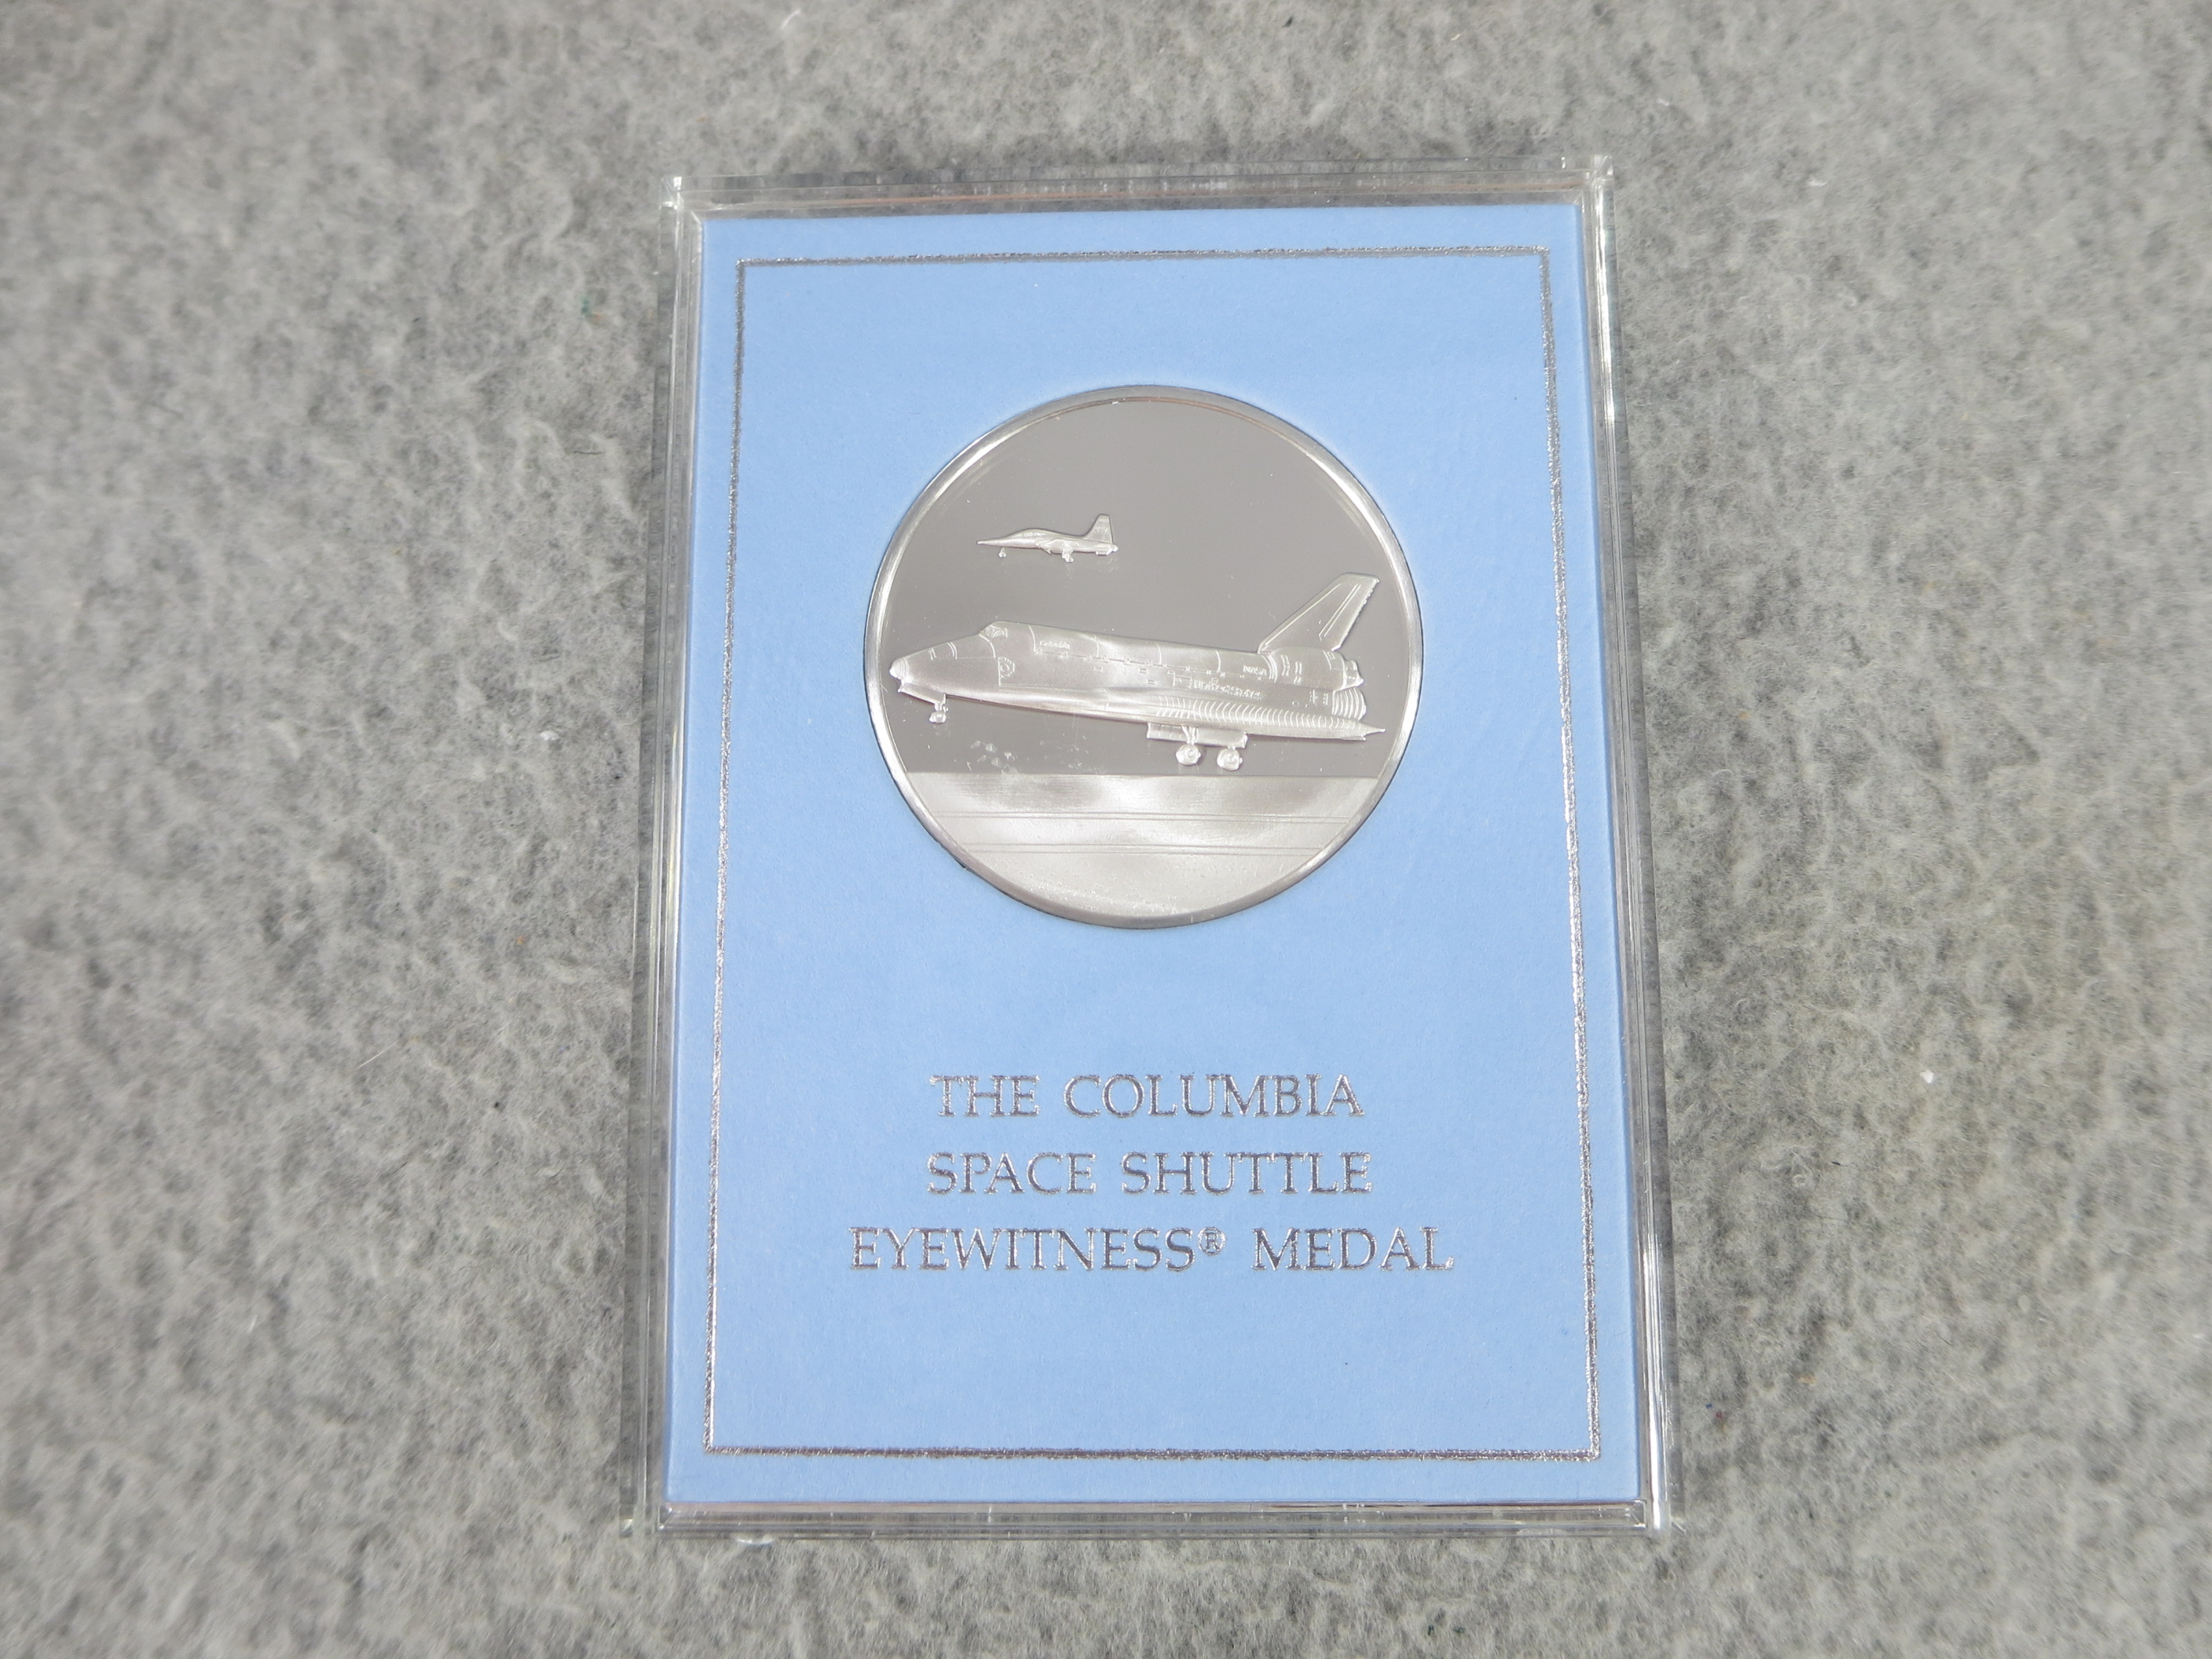 THE COLUMBIA
SPACE SHUTTLE
EYEWITNESS® MEDAL